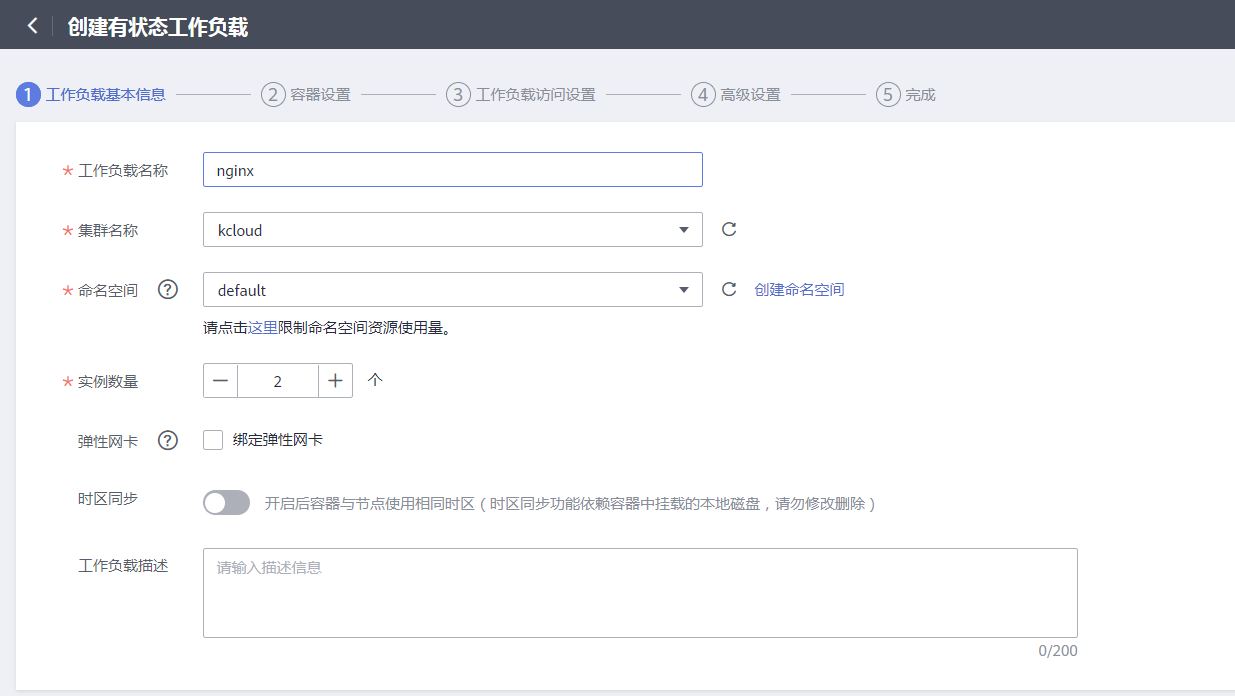 创建有状态工作负载
1 工作负载基本信息 2 容器设置 3 工作负载访问设置 4 高级设置 5 完成
* 工作负载名称 nginx
* 集群名称 kcloud
* 命名空间 ? default 创建命名空间
请点击这里限制命名空间资源使用量。
* 实例数量 2 个
弹性网卡 ? 绑定弹性网卡
时区同步 开启后容器与节点使用相同时区（时区同步功能依赖容器中挂载的本地磁盘，请勿修改删除）
工作负载描述 请输入描述信息
0/200